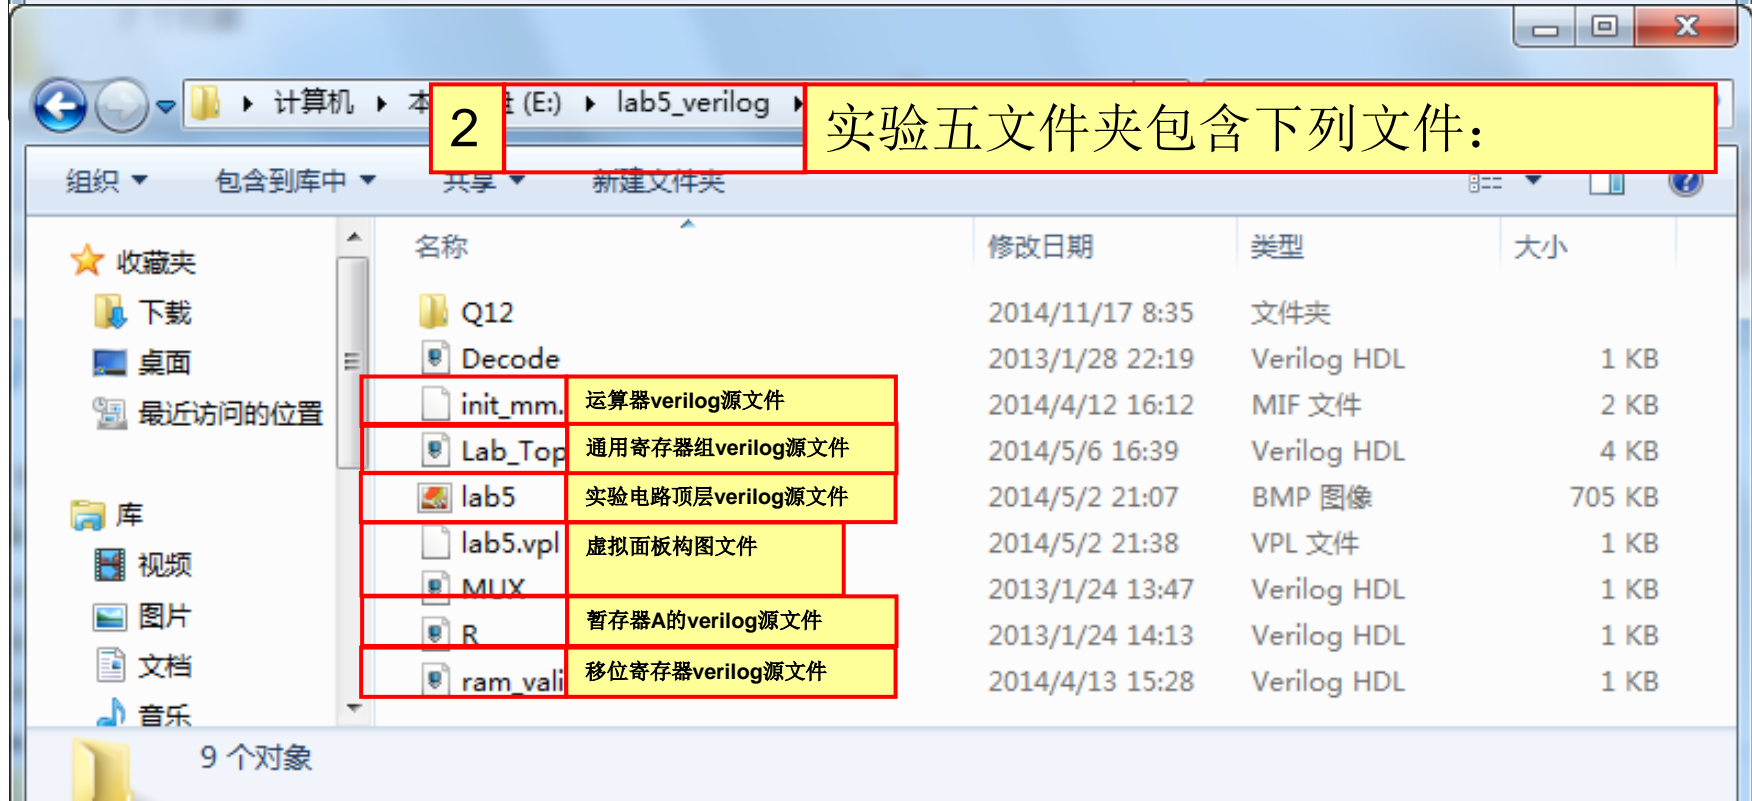 计算机 ▸ 本 (E:) ▸ lab5_verilog ▸
2
实验五文件夹包含下列文件：
组织 包含到库中 共享 新建文件夹
名称 修改日期 类型 大小
收藏夹
下载
桌面
最近访问的位置
库
视频
图片
文档
音乐
Q12 2014/11/17 8:35 文件夹
Decode 2013/1/28 22:19 Verilog HDL 1 KB
init_mm. 运算器verilog源文件 2014/4/12 16:12 MIF 文件 2 KB
Lab_Top 通用寄存器组verilog源文件 2014/5/6 16:39 Verilog HDL 4 KB
lab5 实验电路顶层verilog源文件 2014/5/2 21:07 BMP 图像 705 KB
lab5.vpl 虚拟面板构图文件 2014/5/2 21:38 VPL 文件 1 KB
MUX 2013/1/24 13:47 Verilog HDL 1 KB
R 暂存器A的verilog源文件 2013/1/24 14:13 Verilog HDL 1 KB
ram_vali 移位寄存器verilog源文件 2014/4/13 15:28 Verilog HDL 1 KB
9 个对象